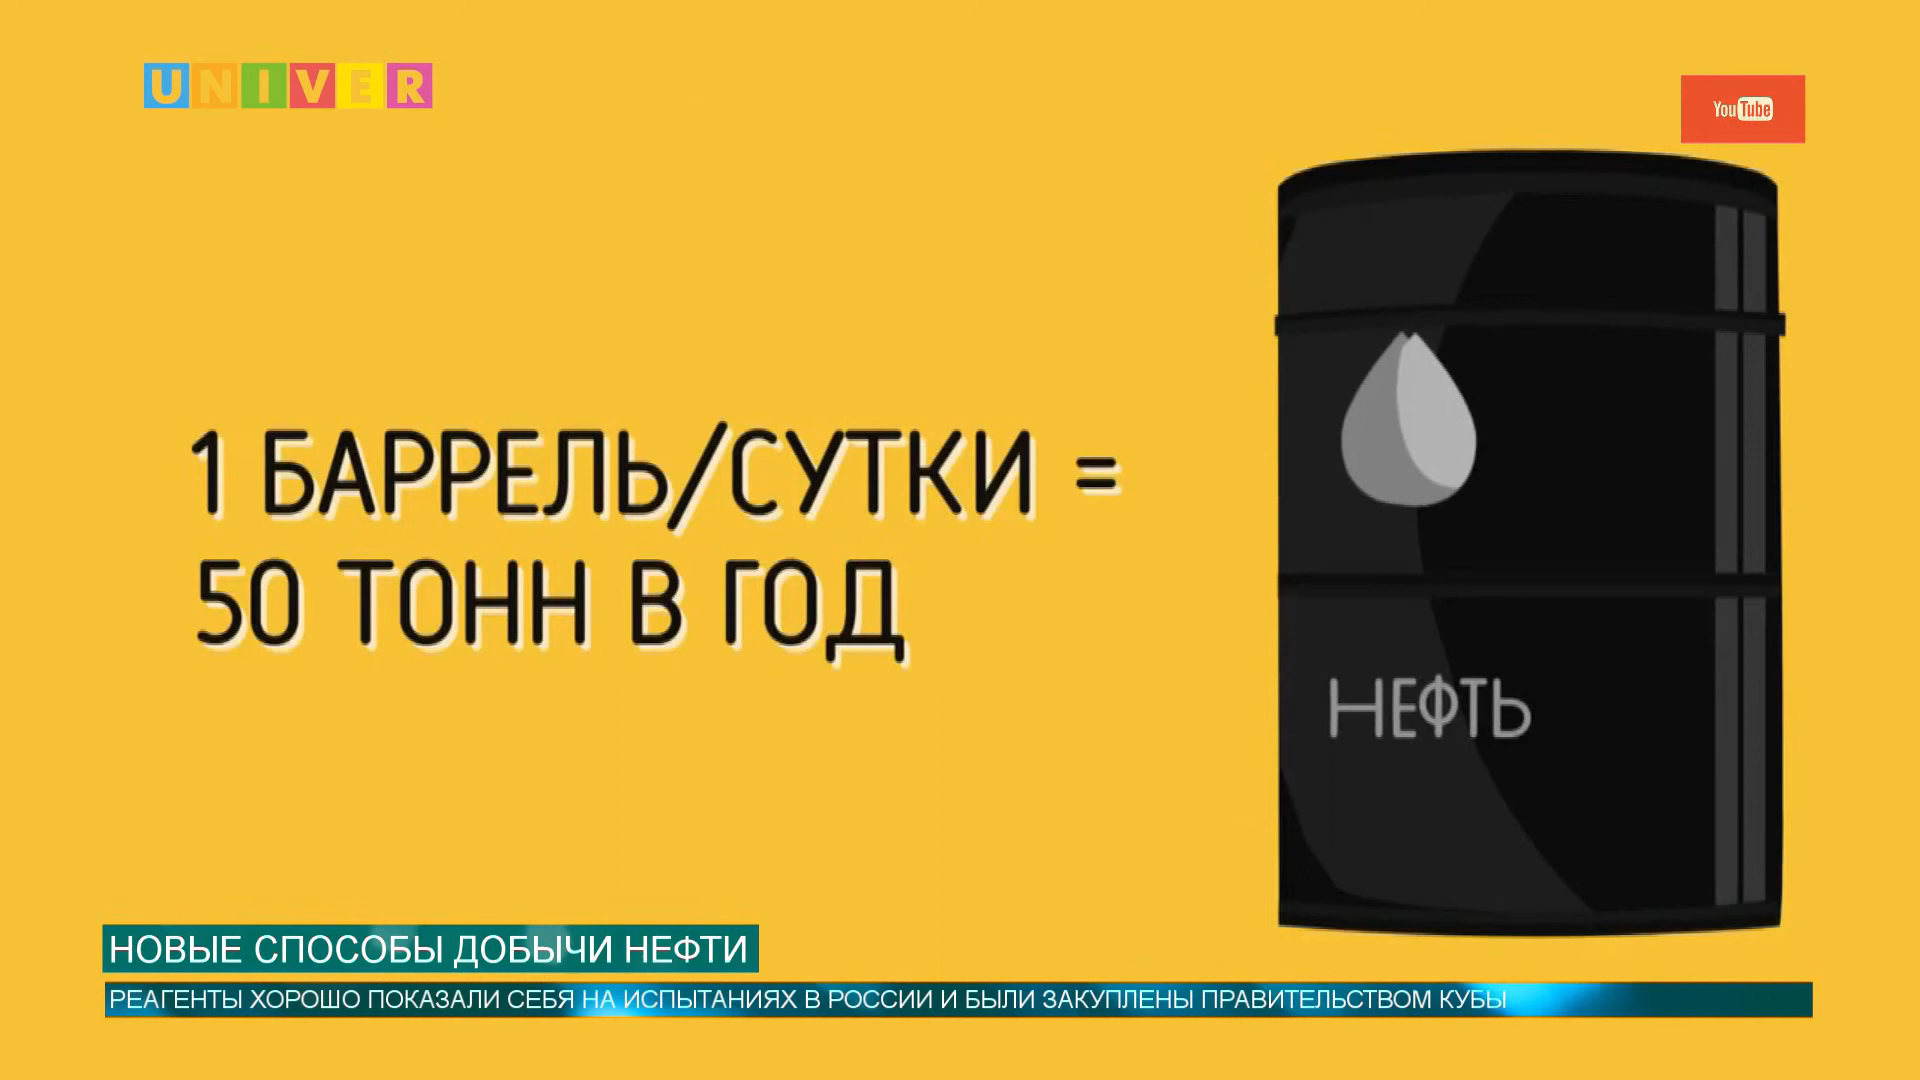 UNIVER
YouTube
1 БАРРЕЛЬ/СУТКИ =
50 ТОНН В ГОД
НЕФТЬ
НОВЫЕ СПОСОБЫ ДОБЫЧИ НЕФТИ
РЕАГЕНТЫ ХОРОШО ПОКАЗАЛИ СЕБЯ НА ИСПЫТАНИЯХ В РОССИИ И БЫЛИ ЗАКУПЛЕНЫ ПРАВИТЕЛЬСТВОМ КУБЫ